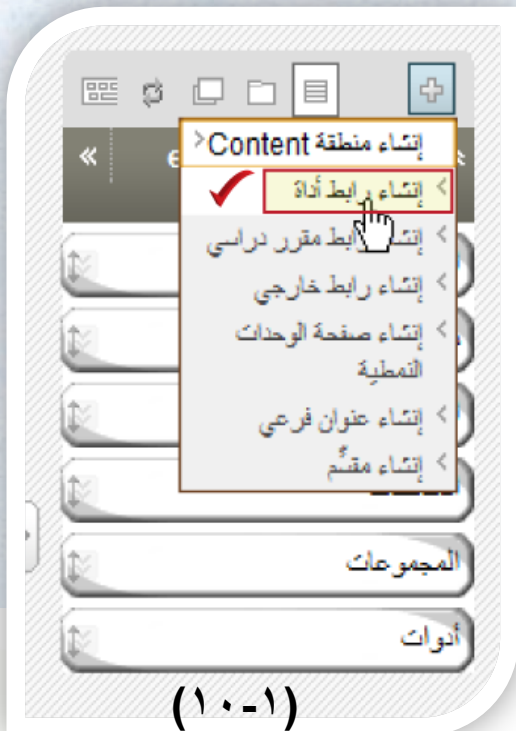 إنشاء منطقة Content
e
إنشاء رابط أداة
إنشاء رابط مقرر دراسي
إنشاء رابط خارجي
إنشاء صفحة الوحدات
النمطية
إنشاء عنوان فرعي
إنشاء مقسِّم
المجموعات
أدوات
(١-١٠)